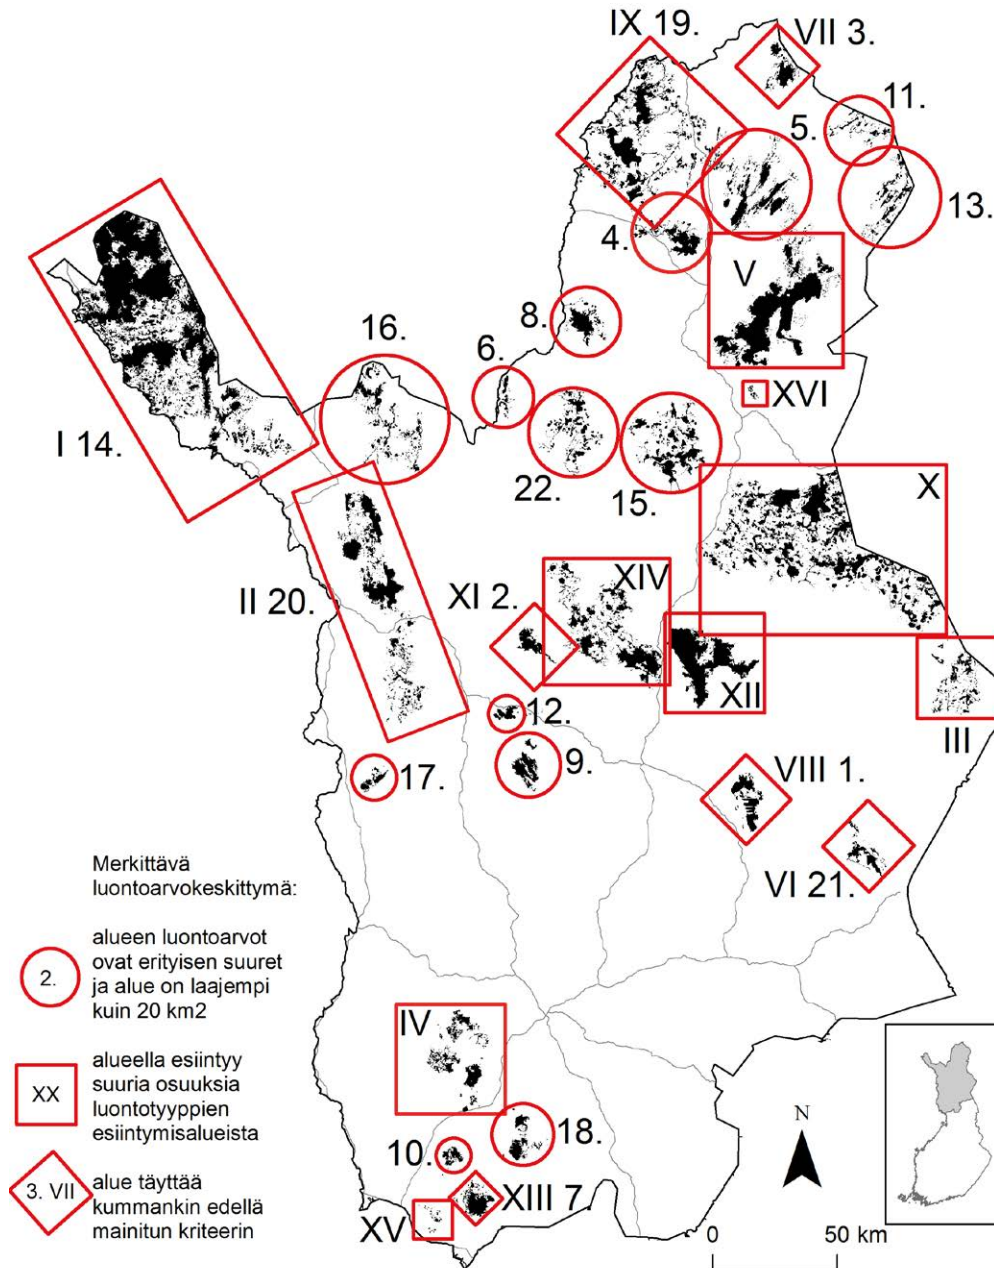 IX 19.
VII 3.
11.
5.
13.
4.
V
8.
16.
6.
XVI
I 14.
22.
15.
X
II 20.
XI 2.
XIV
XII
III
12.
9.
17.
VIII 1.
VI 21.
Merkittävä
luontoarvokeskittymä:
2.
alueen luontoarvot
ovat erityisen suuret
ja alue on laajempi
kuin 20 km2
XX
alueella esiintyy
suuria osuuksia
luontotyyppien
esiintymisalueista
3. VII
alue täyttää
kummankin edellä
mainitun kriteerin
IV
18.
10.
XIII 7.
XV
N
0 50 km